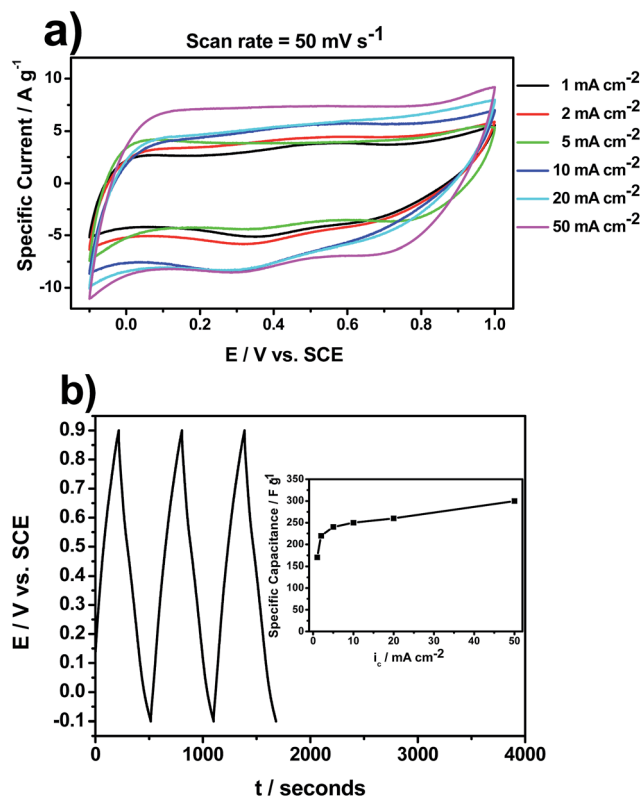 a)
Scan rate = 50 mV s-1
Specific Current / A g-1
10
5
0
-5
-10
0.0 0.2 0.4 0.6 0.8 1.0
E / V vs. SCE
1 mA cm-2
2 mA cm-2
5 mA cm-2
10 mA cm-2
20 mA cm-2
50 mA cm-2
b)
E / V vs. SCE
0.9
0.8
0.7
0.6
0.5
0.4
0.3
0.2
0.1
0.0
-0.1
0 1000 2000 3000 4000
t / seconds
Specific Capacitance / F g-1
350
300
250
200
150
100
50
0
0 10 20 30 40 50
ic / mA cm-2